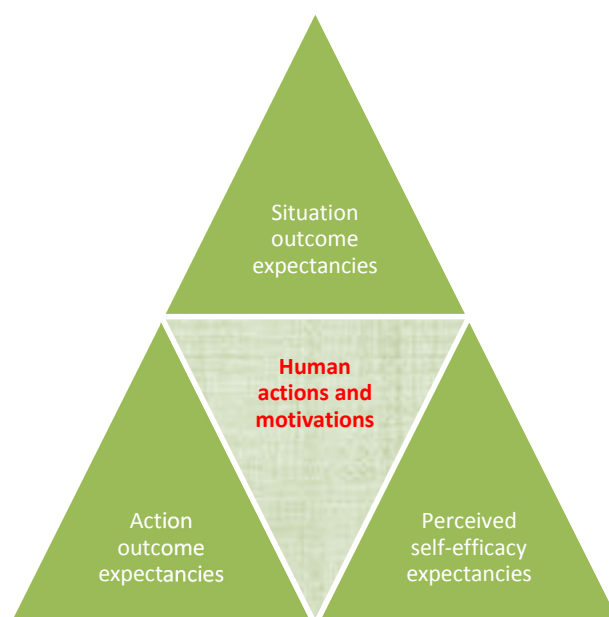 Situation
outcome
expectancies
Human
actions and
motivations
Action
outcome
expectancies
Perceived
self-efficacy
expectancies